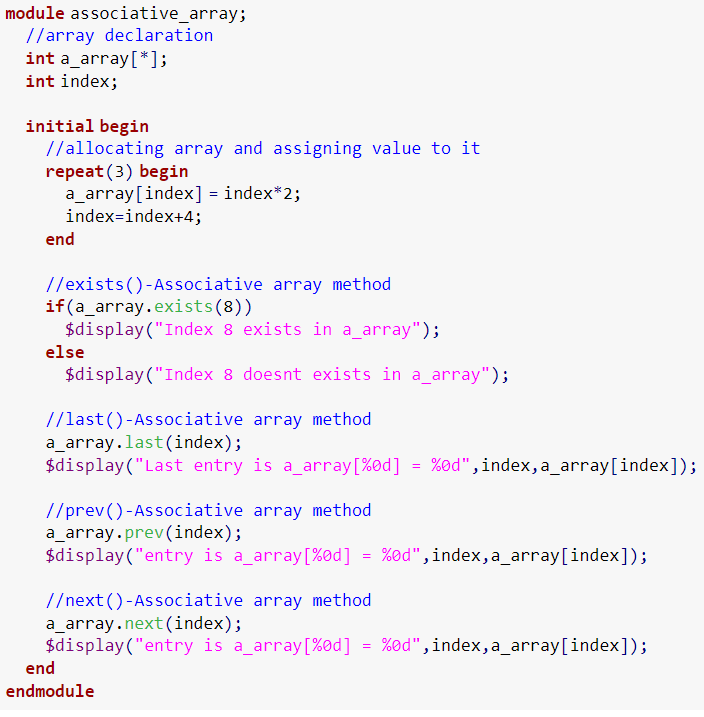 module associative_array;
  //array declaration
  int a_array[*];
  int index;

  initial begin
    //allocating array and assigning value to it
    repeat(3) begin
      a_array[index] = index*2;
      index=index+4;
    end

    //exists()-Associative array method
    if(a_array.exists(8))
      $display("Index 8 exists in a_array");
    else
      $display("Index 8 doesnt exists in a_array");

    //last()-Associative array method
    a_array.last(index);
    $display("Last entry is a_array[%0d] = %0d",index,a_array[index]);

    //prev()-Associative array method
    a_array.prev(index);
    $display("entry is a_array[%0d] = %0d",index,a_array[index]);

    //next()-Associative array method
    a_array.next(index);
    $display("entry is a_array[%0d] = %0d",index,a_array[index]);
  end
endmodule